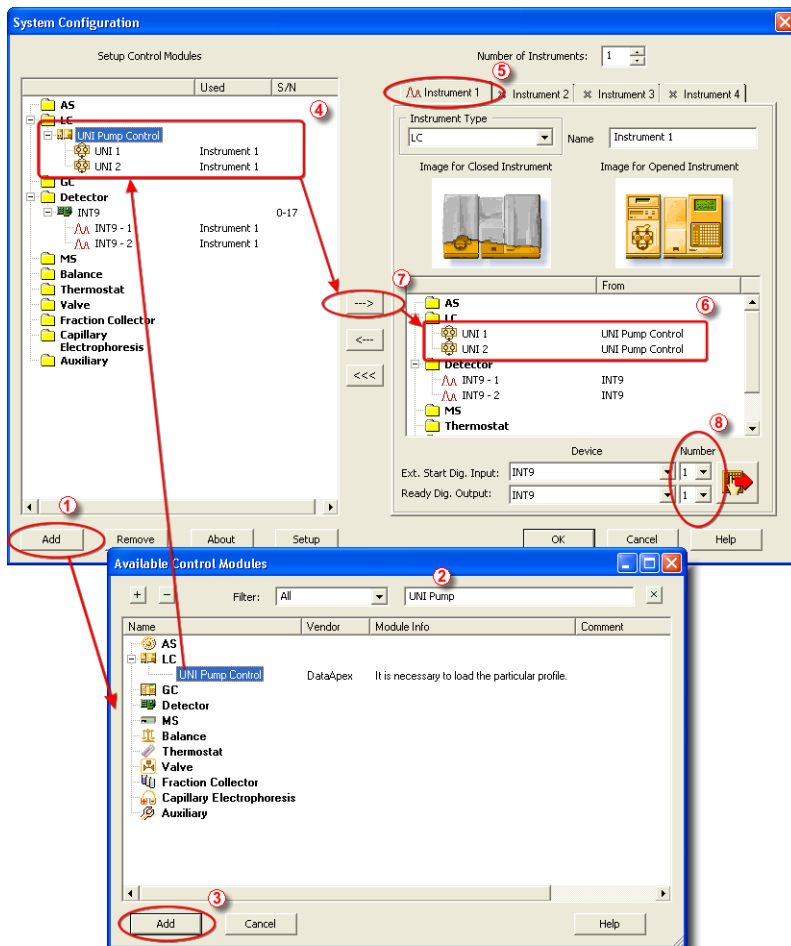 System Configuration
Setup Control Modules
Number of Instruments: 1
Used S/N
④
AS
LC
UNI Pump Control
UNI 1 Instrument 1
UNI 2 Instrument 1
GC
Detector
INT9 0-17
INT9 - 1 Instrument 1
INT9 - 2 Instrument 1
MS
Balance
Thermostat
Valve
Fraction Collector
Capillary
Electrophoresis
Auxiliary
⑦
--->
<---
<<<
⑤
Instrument 1 Instrument 2 Instrument 3 Instrument 4
Instrument Type
LC
Name Instrument 1
Image for Closed Instrument Image for Opened Instrument
From
⑥
AS
LC
UNI 1 UNI Pump Control
UNI 2 UNI Pump Control
Detector
INT9 - 1 INT9
INT9 - 2 INT9
MS
Thermostat
⑧
Device Number
Ext. Start Dig. Input: INT9 1
Ready Dig. Output: INT9 1
①
Add Remove About Setup OK Cancel Help
Available Control Modules
②
+ − Filter: All UNI Pump ×
Name Vendor Module Info Comment
AS
LC
UNI Pump Control DataApex It is necessary to load the particular profile.
GC
Detector
MS
Balance
Thermostat
Valve
Fraction Collector
Capillary Electrophoresis
Auxiliary
③
Add Cancel Help